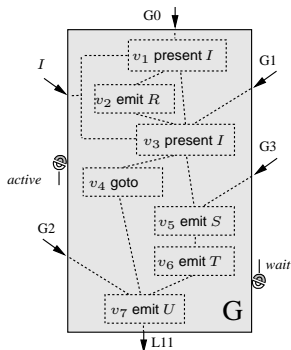 G0
v₁ present I
I
G1
v₂ emit R
v₃ present I
G3
active
v₄ goto
v₅ emit S
G2
v₆ emit T
wait
v₇ emit U
G
L11